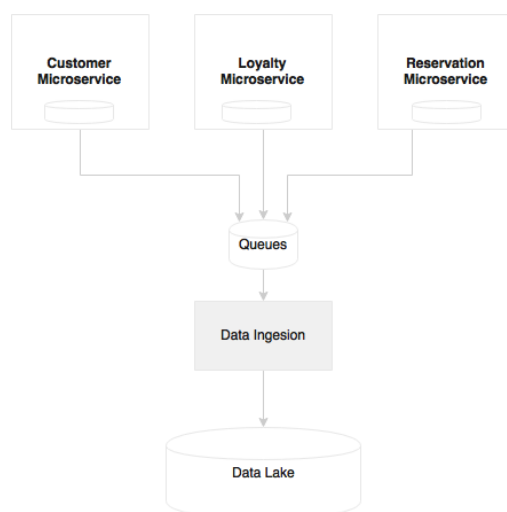 Customer
Microservice
Loyalty
Microservice
Reservation
Microservice
Queues
Data Ingesion
Data Lake